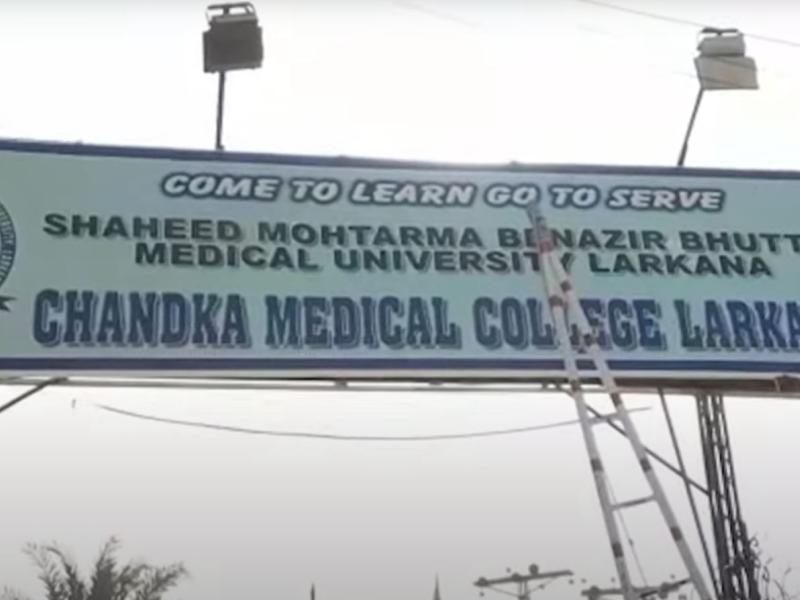 COME TO LEARN GO TO SERVE
SHAHEED MOHTARMA BENAZIR BHUTT
MEDICAL UNIVERSITY LARKANA
CHANDKA MEDICAL COLLEGE LARKA